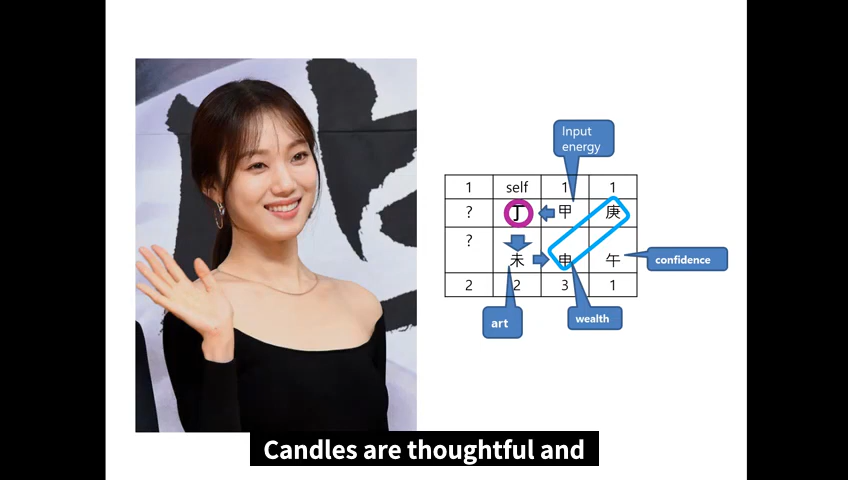 Input
energy
1 self 1 1
? 丁 甲 庚
?
未 申 午
2 2 3 1
confidence
art
wealth
Candles are thoughtful and